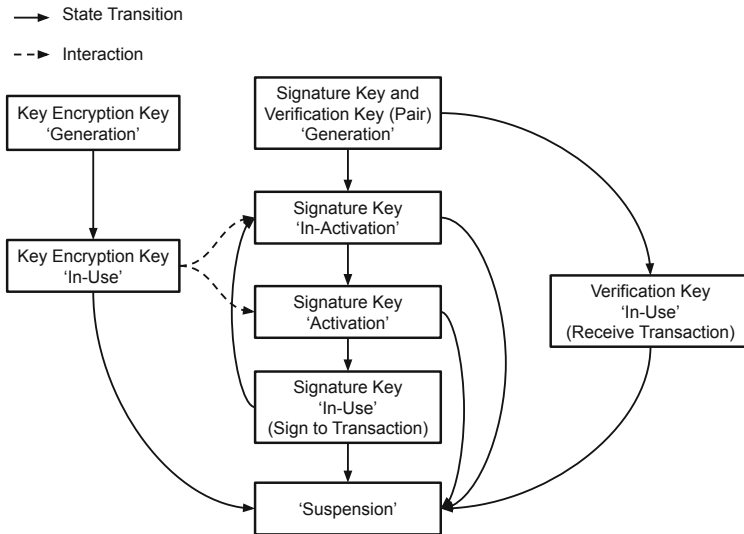 State Transition
Interaction
Key Encryption Key
‘Generation’
Signature Key and
Verification Key (Pair)
‘Generation’
Signature Key
‘In-Activation’
Key Encryption Key
‘In-Use’
Signature Key
‘Activation’
Verification Key
‘In-Use’
(Receive Transaction)
Signature Key
‘In-Use’
(Sign to Transaction)
‘Suspension’